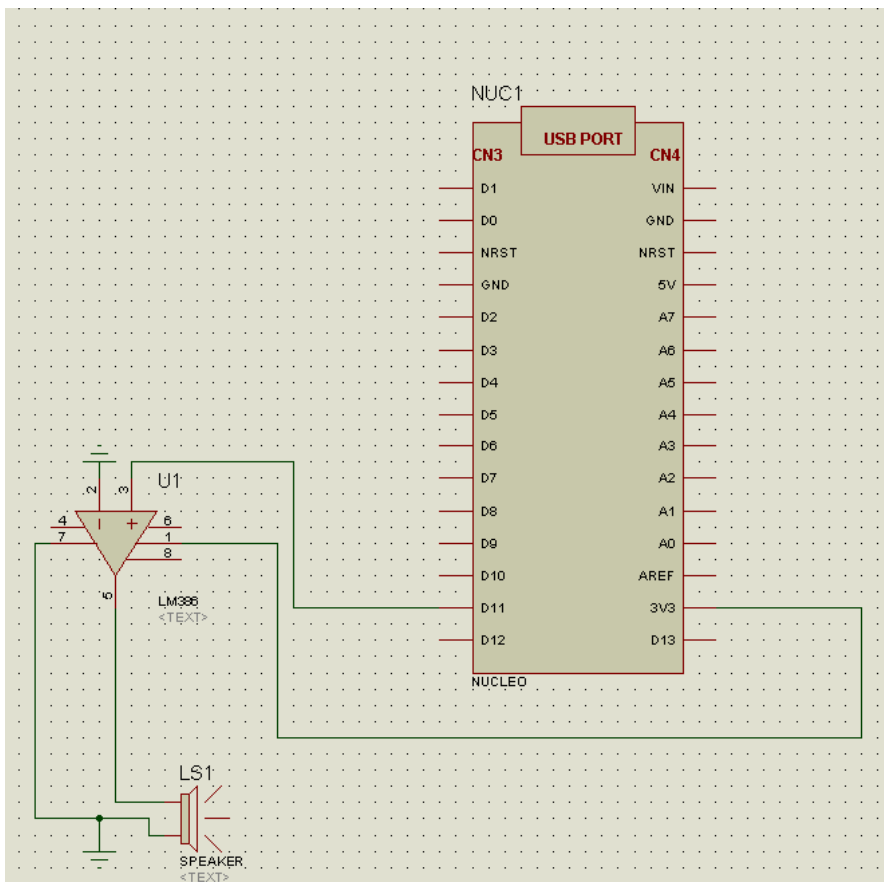 NUC1
USB PORT
CN3 CN4
D1 VIN
D0 GND
NRST NRST
GND 5V
D2 A7
D3 A6
D4 A5
D5 A4
D6 A3
D7 A2
D8 A1
D9 A0
D10 AREF
D11 3V3
D12 D13
NUCLEO
U1
2 3
4 6
7 1
8
5
LM386
<TEXT>
LS1
SPEAKER
<TEXT>